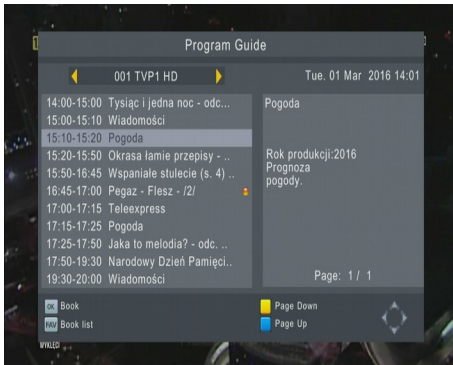 Program Guide
001 TVP1 HD
Tue. 01 Mar 2016 14:01
14:00-15:00 Tysiąc i jedna noc - odc...
15:00-15:10 Wiadomości
15:10-15:20 Pogoda
15:20-15:50 Okrasa łamie przepisy - ..
15:50-16:45 Wspaniałe stulecie (s. 4) ..
16:45-17:00 Pegaz - Flesz - /2/
17:00-17:15 Teleexpress
17:15-17:25 Pogoda
17:25-17:50 Jaka to melodia? - odc. ..
17:50-19:30 Narodowy Dzień Pamięci..
19:30-20:00 Wiadomości
Pogoda
Rok produkcji:2016
Prognoza
pogody.
Page: 1 / 1
OK Book
FAV Book list
Page Down
Page Up
WYKLĘCI